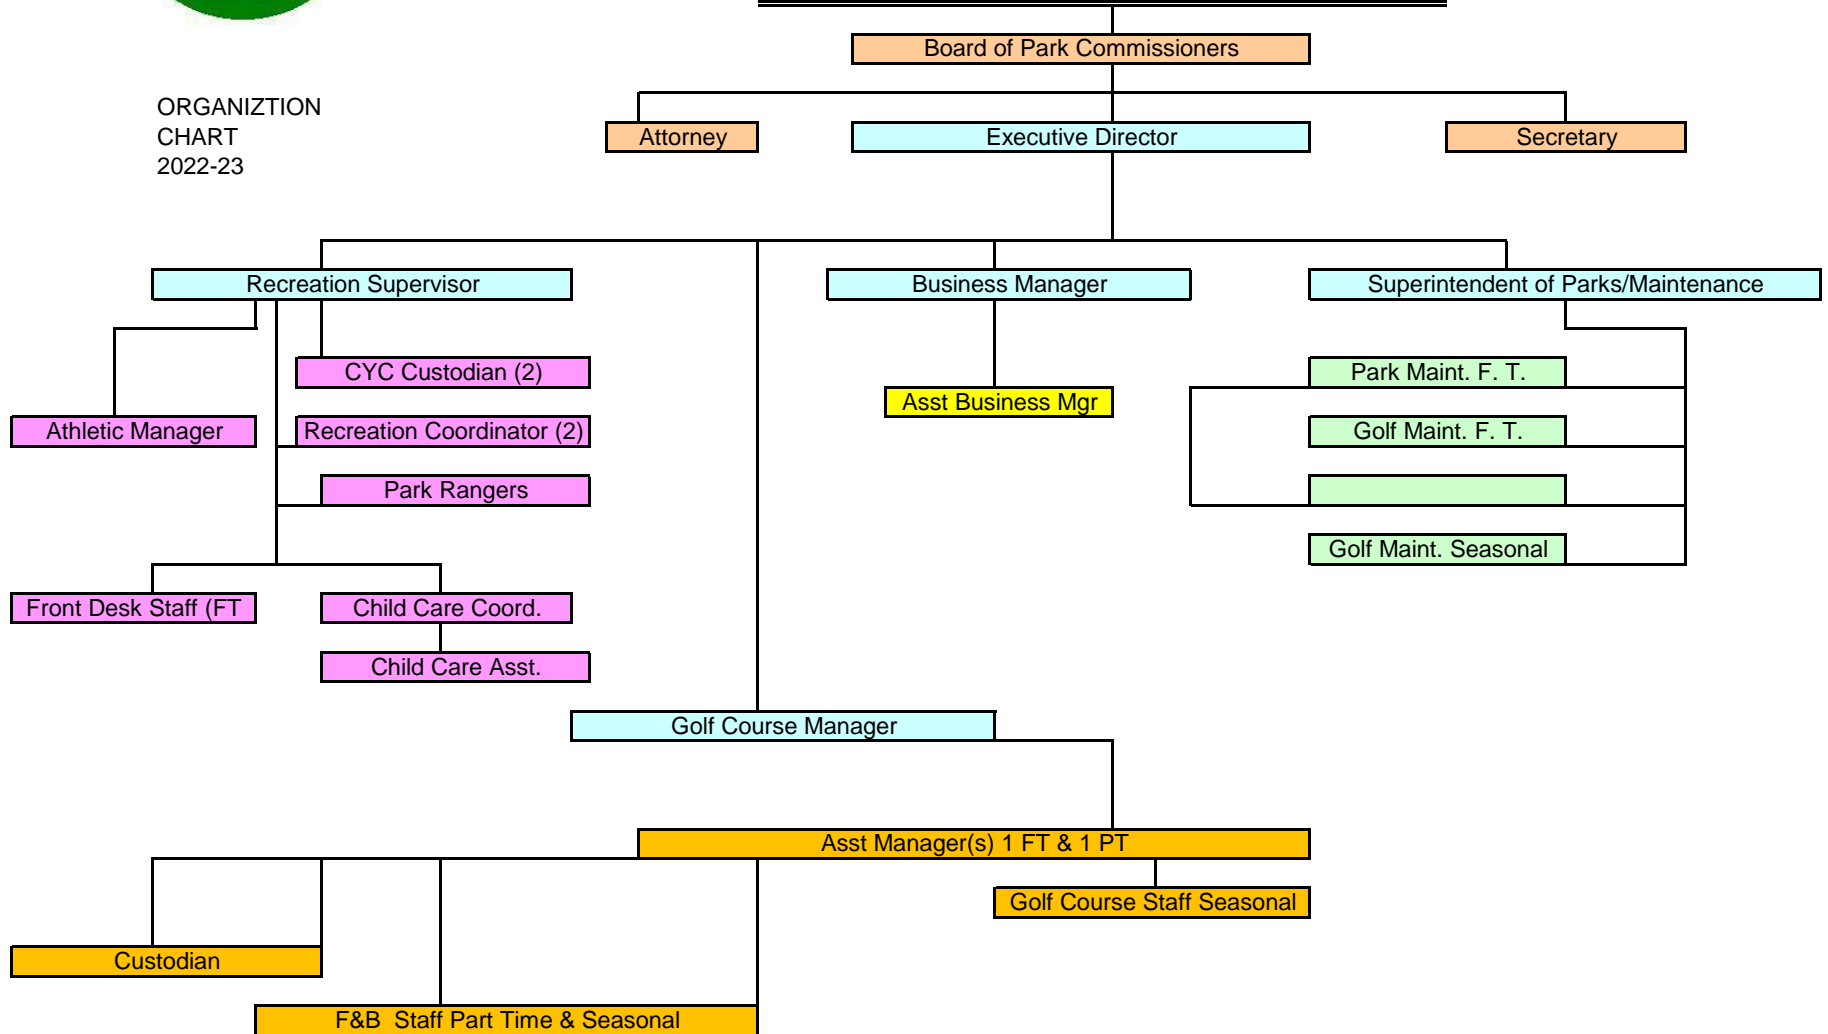 Board of Park Commissioners
ORGANIZTION
CHART
2022-23
Attorney
Executive Director
Secretary
Recreation Supervisor
Business Manager
Superintendent of Parks/Maintenance
CYC Custodian (2)
Park Maint. F. T.
Asst Business Mgr
Athletic Manager
Recreation Coordinator (2)
Golf Maint. F. T.
Park Rangers
Golf Maint. Seasonal
Front Desk Staff (FT
Child Care Coord.
Child Care Asst.
Golf Course Manager
Asst Manager(s) 1 FT & 1 PT
Golf Course Staff Seasonal
Custodian
F&B  Staff Part Time & Seasonal